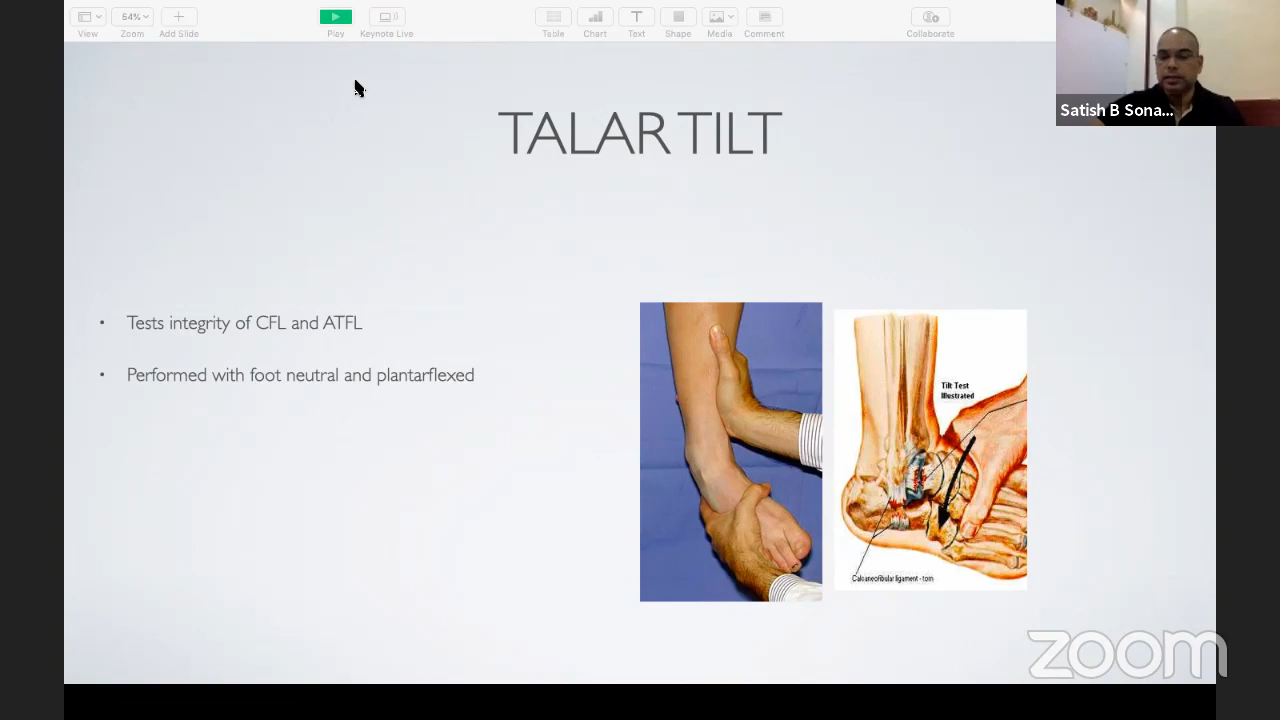 54%
View
Zoom
Add Slide
Play
Keynote Live
Table
Chart
Text
Shape
Media
Comment
Collaborate
Satish B Sona...
TALAR TILT
• Tests integrity of CFL and ATFL
• Performed with foot neutral and plantarflexed
Tilt Test
Illustrated
Calcaneofibular ligament - torn
zoom